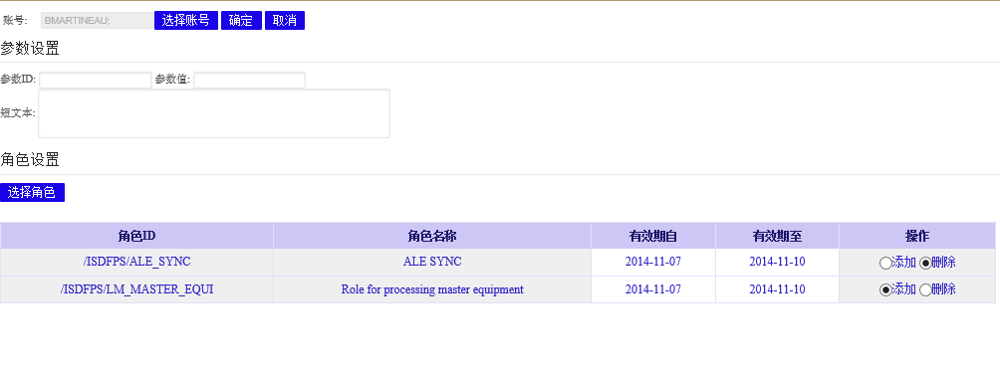 账号: BMARTINEAU; 选择账号 确定 取消
参数设置
参数ID: 参数值:
短文本:
角色设置
选择角色
角色ID 角色名称 有效期自 有效期至 操作
/ISDFPS/ALE_SYNC ALE SYNC 2014-11-07 2014-11-10 添加 删除
/ISDFPS/LM_MASTER_EQUI Role for processing master equipment 2014-11-07 2014-11-10 添加 删除